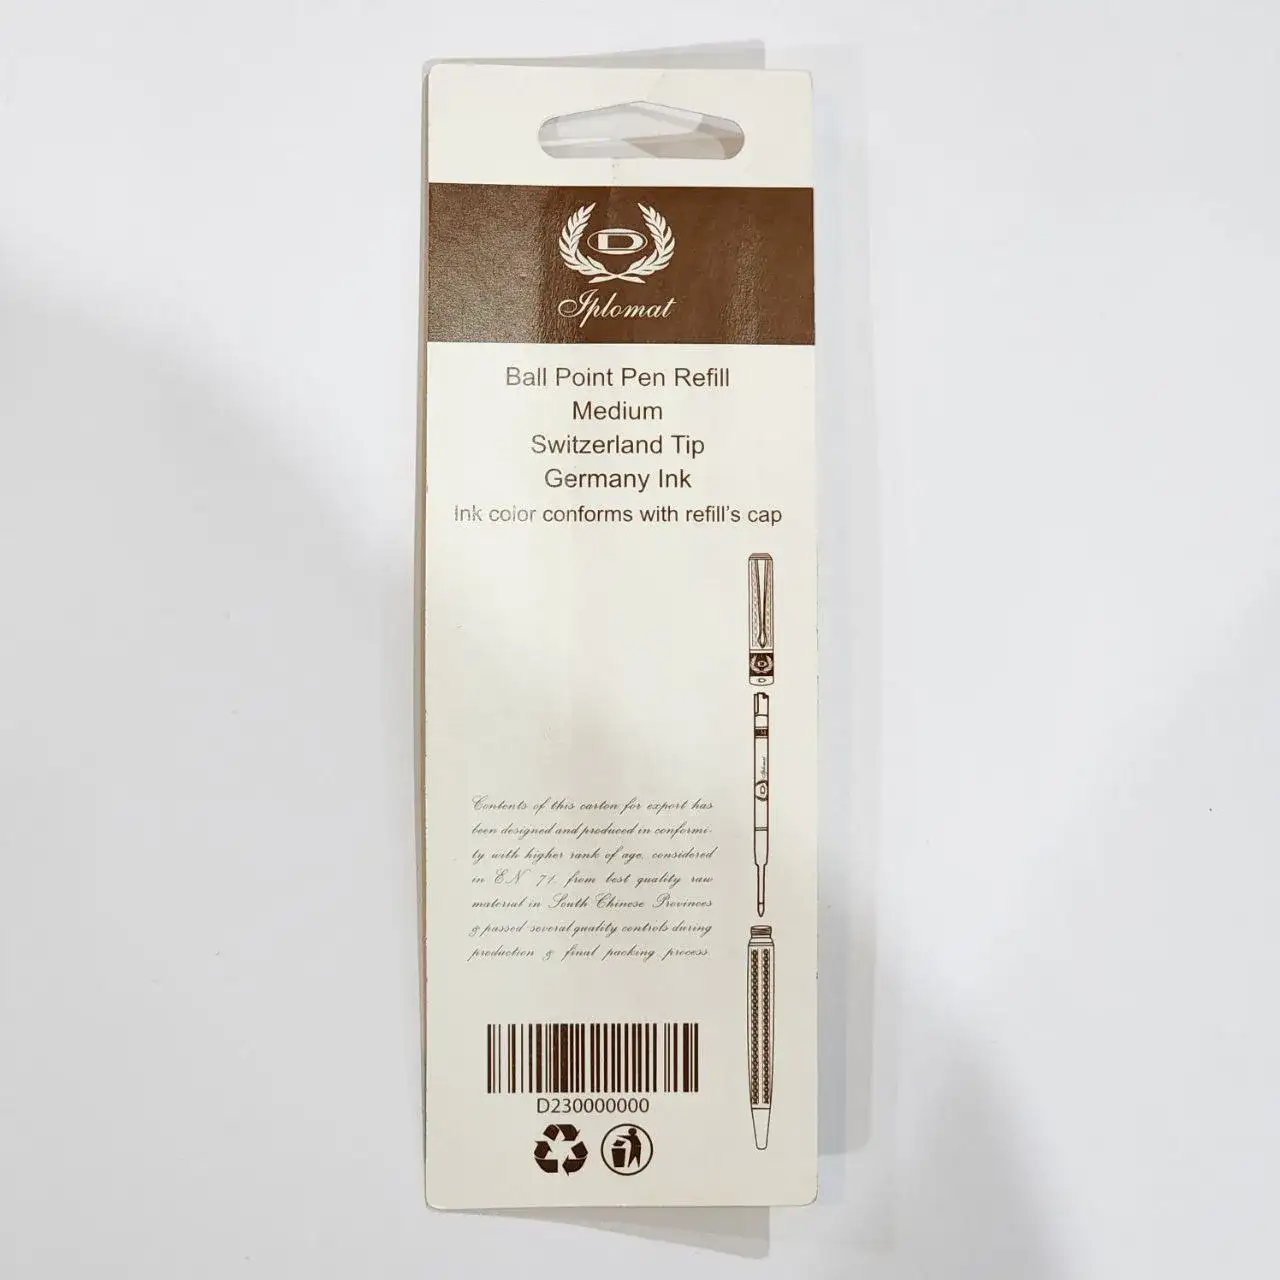 D
Iplomat
Ball Point Pen Refill
Medium
Switzerland Tip
Germany Ink
Ink color conforms with refill's cap
Contents of this carton for export has
been designed and produced in conformi-
ty with higher rank of age, considered
in EN 71, from best quality raw
material in South Chinese Provinces
& passed several quality controls during
production & final packing process.
D230000000